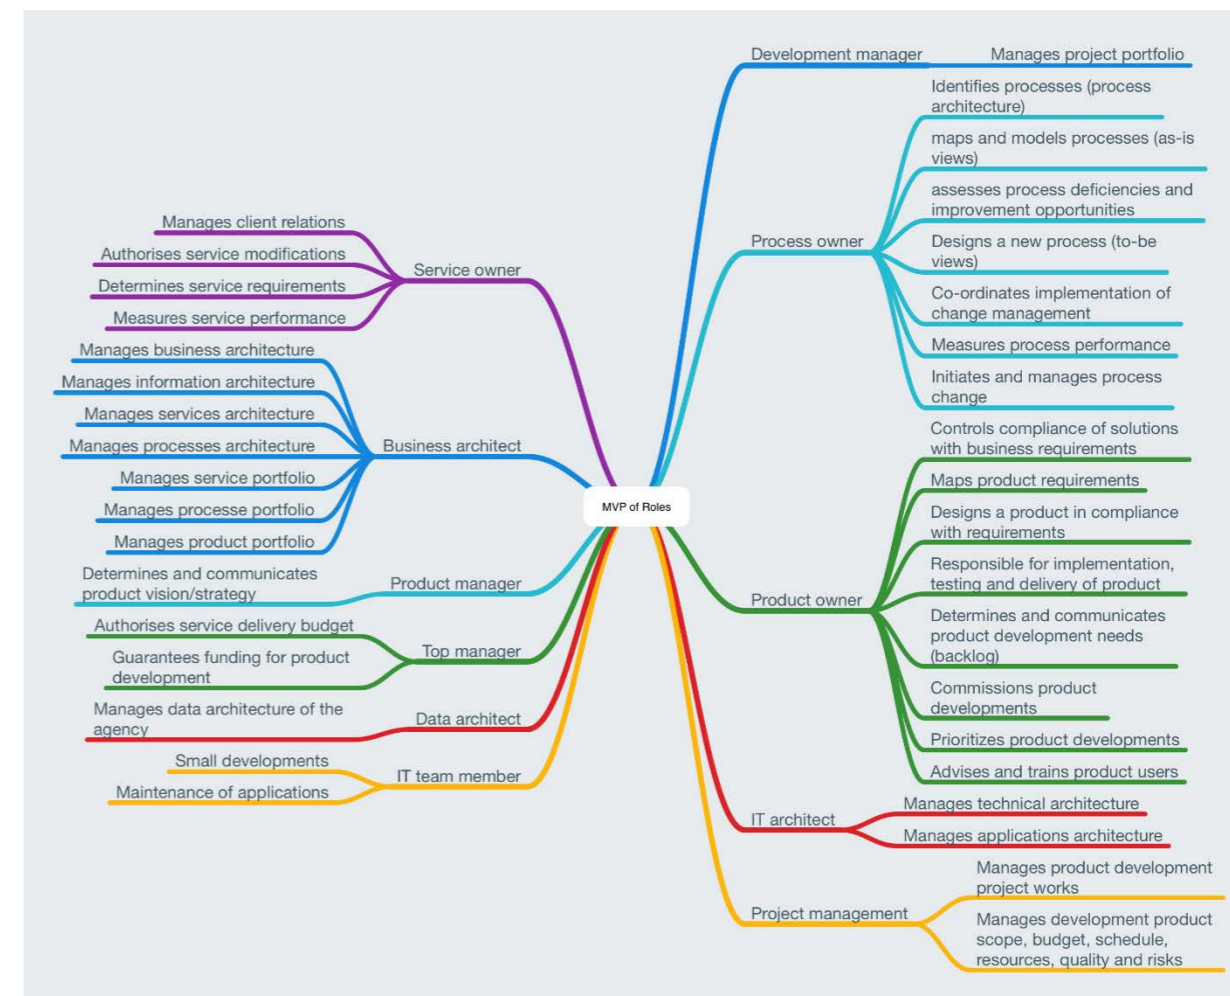 MVP of Roles
Development manager
Manages project portfolio
Process owner
Identifies processes (process
architecture)
maps and models processes (as-is
views)
assesses process deficiencies and
improvement opportunities
Designs a new process (to-be
views)
Co-ordinates implementation of
change management
Measures process performance
Initiates and manages process
change
Product owner
Controls compliance of solutions
with business requirements
Maps product requirements
Designs a product in compliance
with requirements
Responsible for implementation,
testing and delivery of product
Determines and communicates
product development needs
(backlog)
Commissions product
developments
Prioritizes product developments
Advises and trains product users
IT architect
Manages technical architecture
Manages applications architecture
Project management
Manages product development
project works
Manages development product
scope, budget, schedule,
resources, quality and risks
Service owner
Manages client relations
Authorises service modifications
Determines service requirements
Measures service performance
Business architect
Manages business architecture
Manages information architecture
Manages services architecture
Manages processes architecture
Manages service portfolio
Manages processe portfolio
Manages product portfolio
Product manager
Determines and communicates
product vision/strategy
Top manager
Authorises service delivery budget
Guarantees funding for product
development
Data architect
Manages data architecture of the
agency
IT team member
Small developments
Maintenance of applications